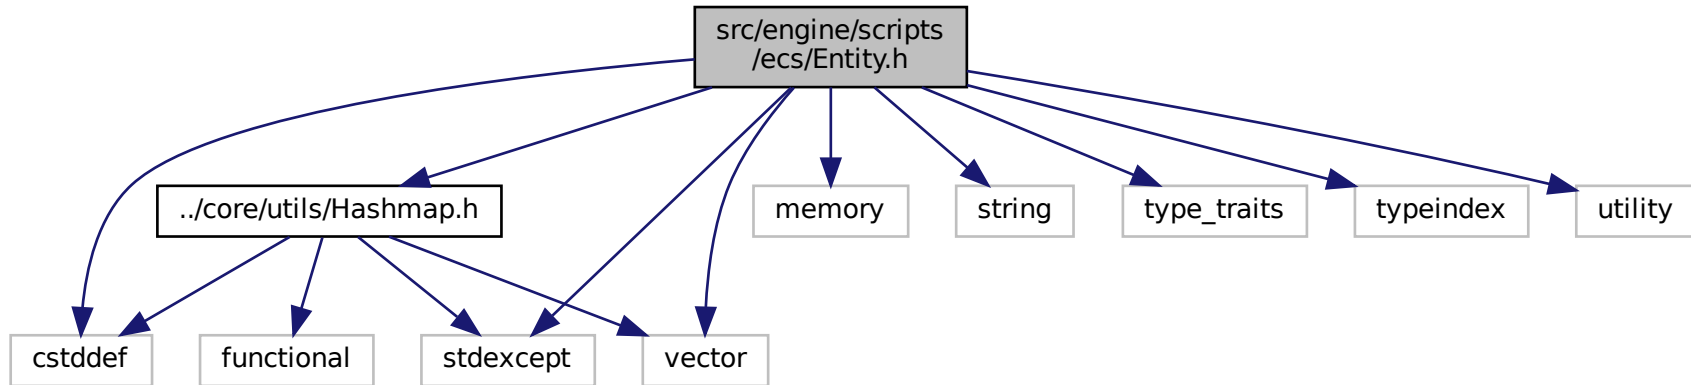 src/engine/scripts
/ecs/Entity.h
../core/utils/Hashmap.h
memory
string
type_traits
typeindex
utility
cstddef
functional
stdexcept
vector